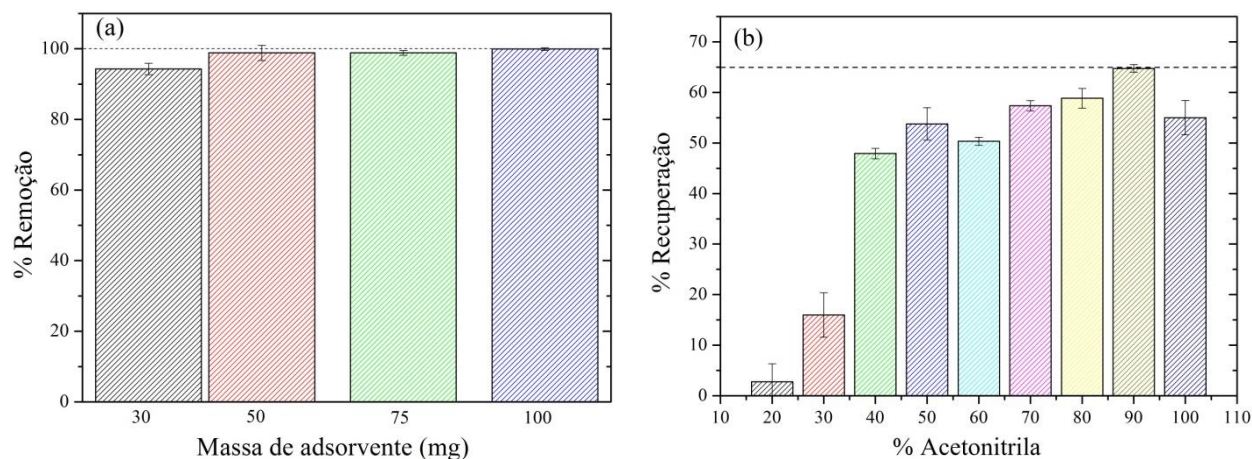 (a)
% Remoção
100
80
60
40
20
0
30 50 75 100
Massa de adsorvente (mg)
(b)
% Recuperação
70
60
50
40
30
20
10
0
10 20 30 40 50 60 70 80 90 100 110
% Acetonitrila